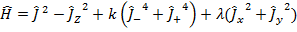 Ĥ = Ĵ² − Ĵ_Z² + k (Ĵ_−⁴ + Ĵ_+⁴) + λ(Ĵ_x² + Ĵ_y²)